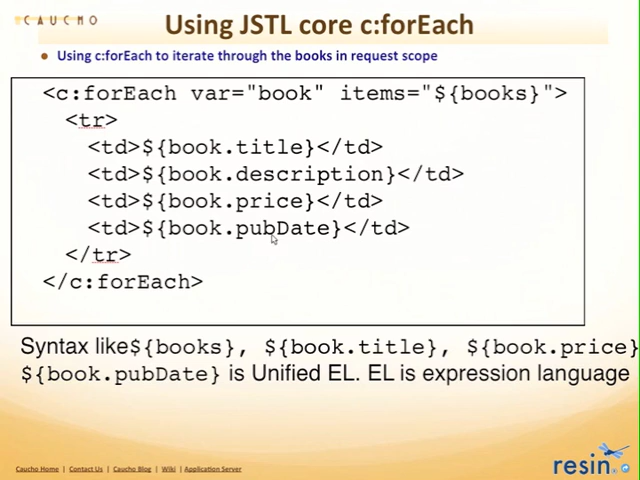 CAUCHO
Using JSTL core c:forEach
Using c:forEach to iterate through the books in request scope
<c:forEach var="book" items="${books}">
<tr>
<td>${book.title}</td>
<td>${book.description}</td>
<td>${book.price}</td>
<td>${book.pubDate}</td>
</tr>
</c:forEach>
Syntax like${books}, ${book.title}, ${book.price}
${book.pubDate} is Unified EL. EL is expression language
Caucho Home | Contact Us | Caucho Blog | Wiki | Application Server
resin